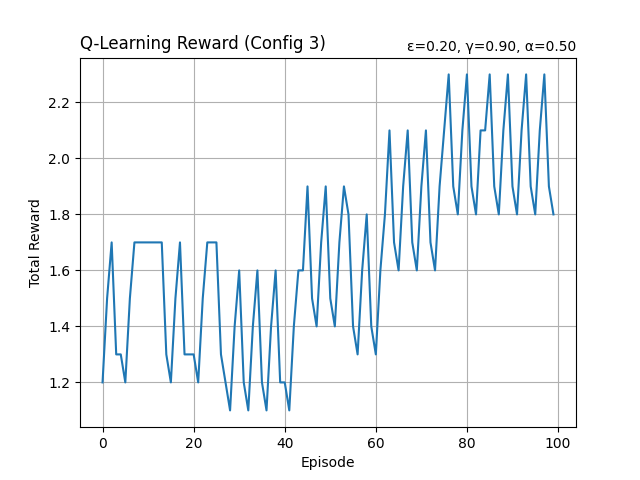 Q-Learning Reward (Config 3)
ε=0.20, γ=0.90, α=0.50
Total Reward
2.2
2.0
1.8
1.6
1.4
1.2
0 20 40 60 80 100
Episode